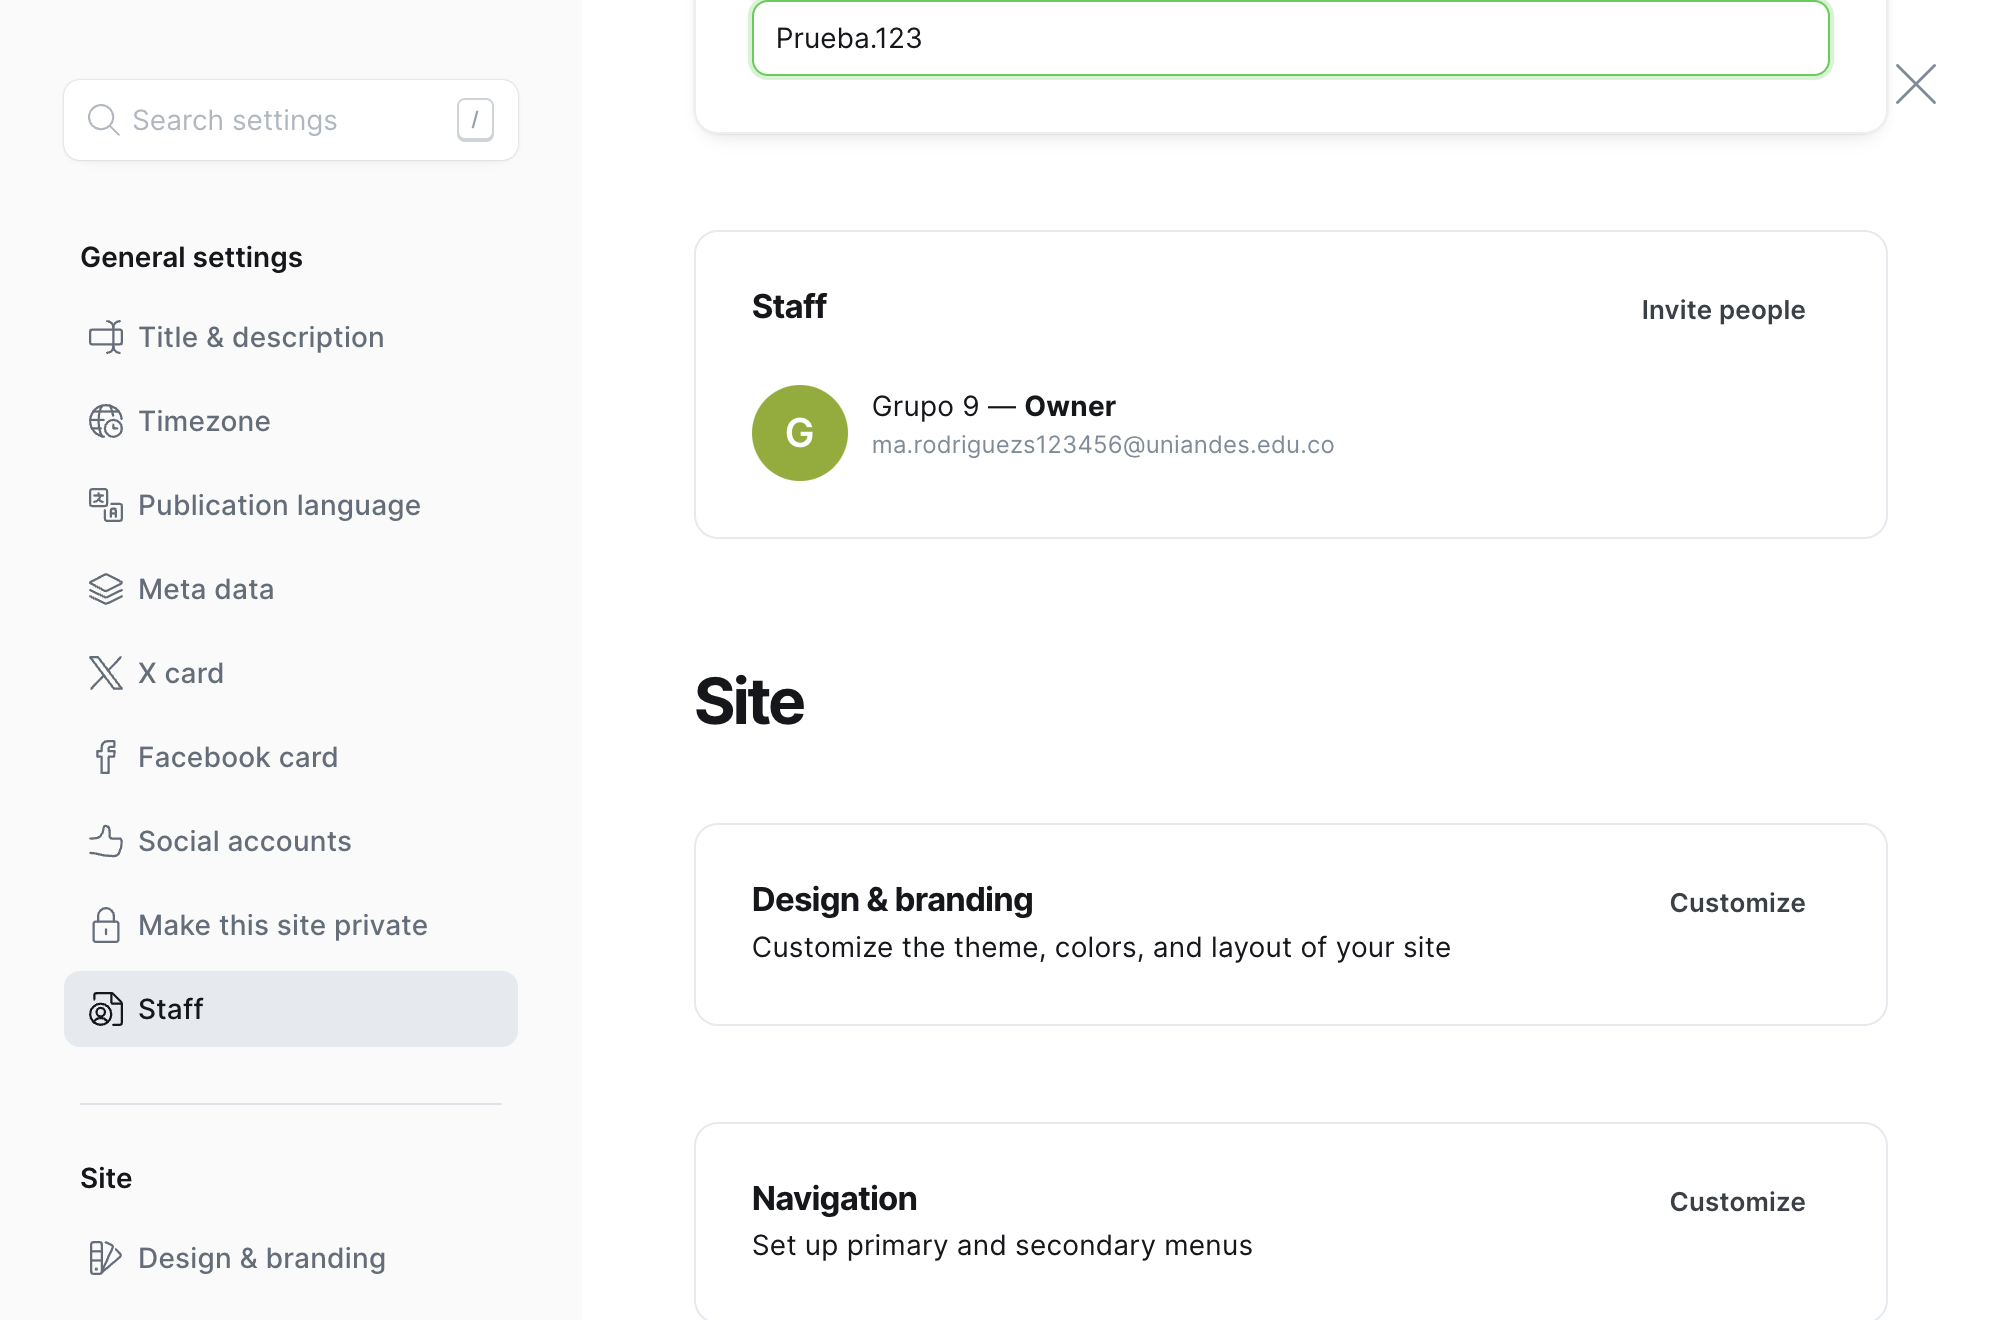 Search settings /
General settings
Title & description
Timezone
Publication language
Meta data
X card
Facebook card
Social accounts
Make this site private
Staff
Site
Design & branding
Prueba.123
Staff
Invite people
G
Grupo 9 — Owner
ma.rodriguezs123456@uniandes.edu.co
Site
Design & branding
Customize
Customize the theme, colors, and layout of your site
Navigation
Customize
Set up primary and secondary menus